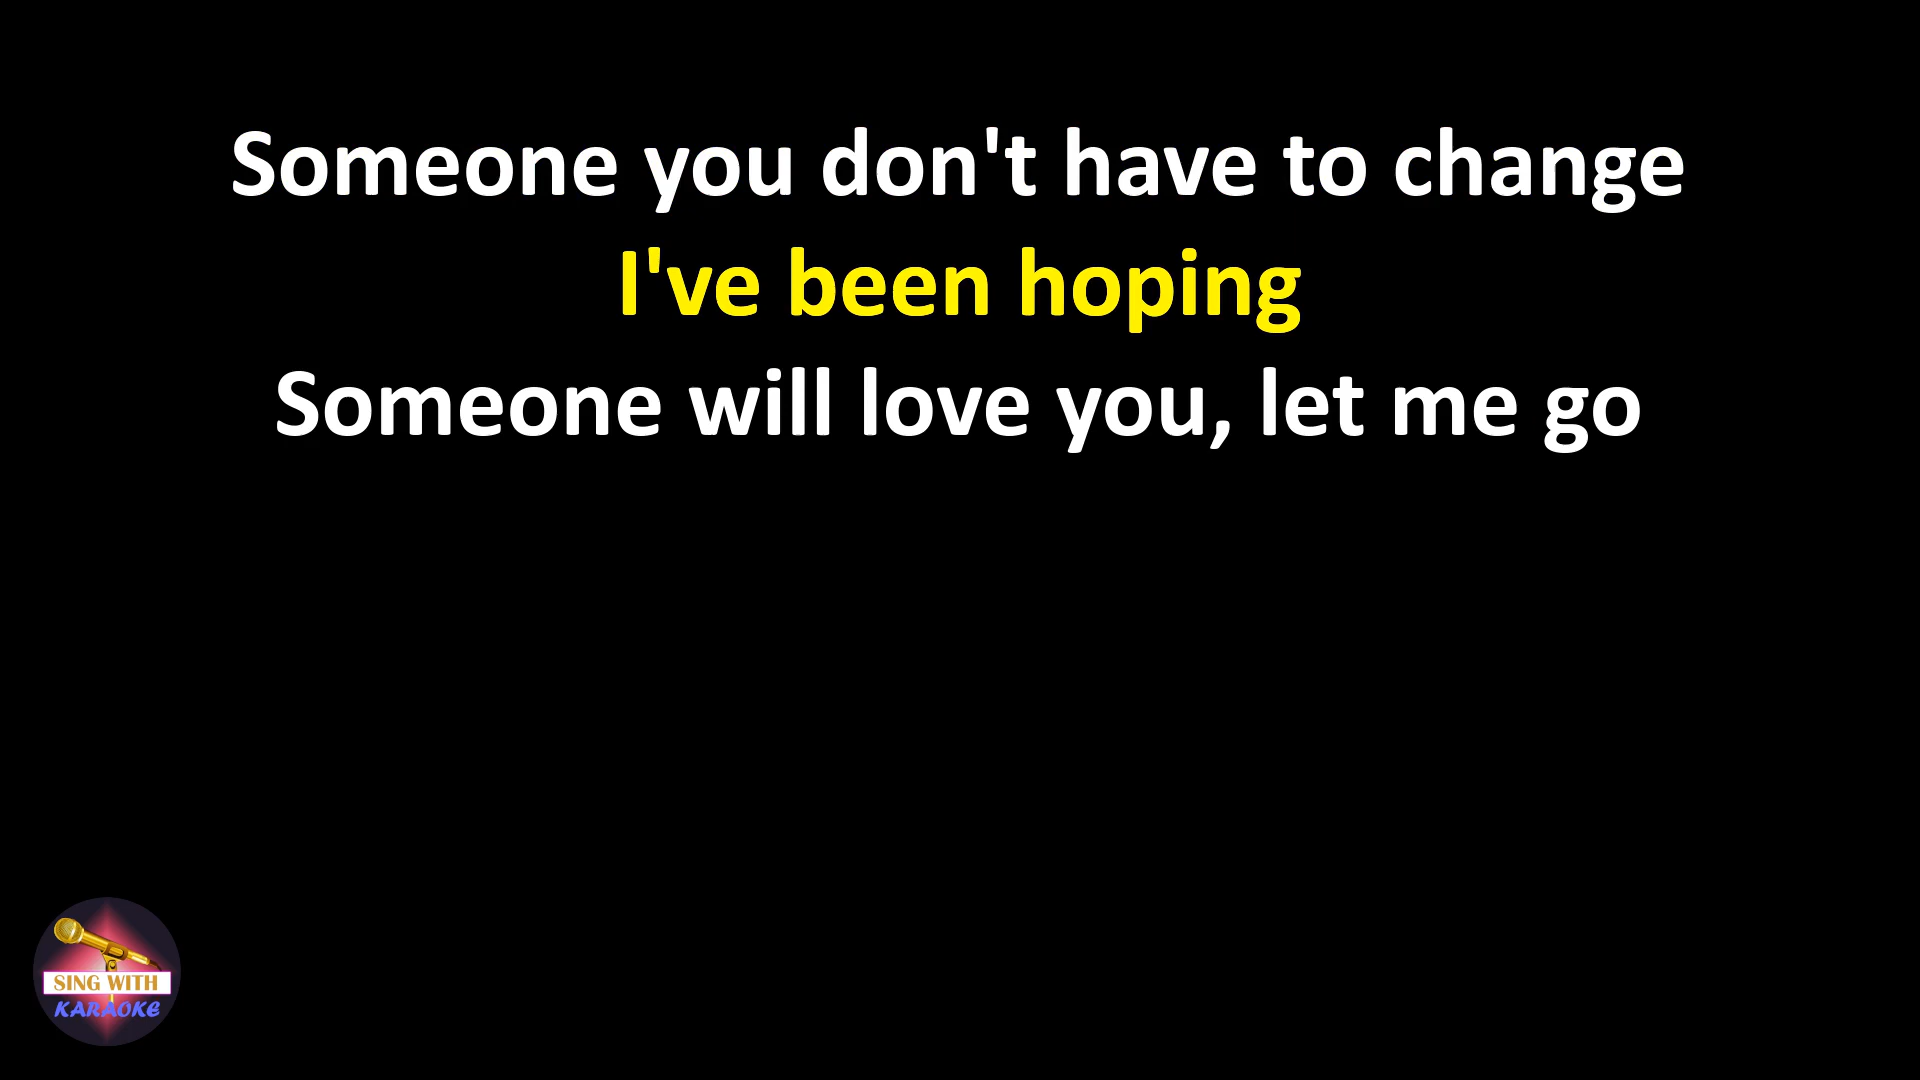 Someone you don't have to change
I've been hoping
Someone will love you, let me go
SING WITH
KARAOKE